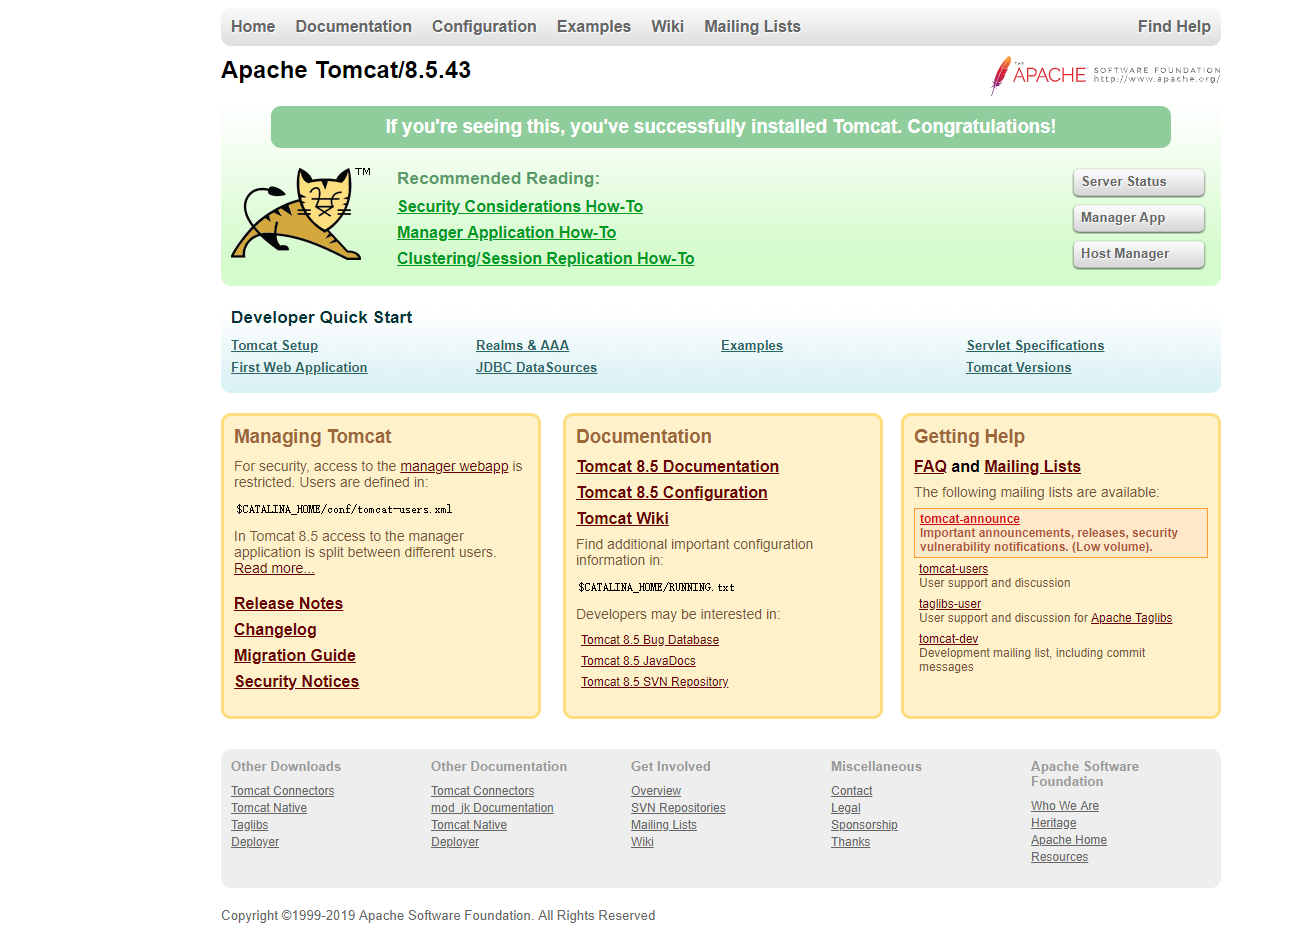 Home Documentation Configuration Examples Wiki Mailing Lists Find Help
Apache Tomcat/8.5.43
THE APACHE SOFTWARE FOUNDATION
http://www.apache.org/
If you're seeing this, you've successfully installed Tomcat. Congratulations!
TM
Recommended Reading:
Security Considerations How-To
Manager Application How-To
Clustering/Session Replication How-To
Server Status
Manager App
Host Manager
Developer Quick Start
Tomcat Setup
First Web Application
Realms & AAA
JDBC DataSources
Examples
Servlet Specifications
Tomcat Versions
Managing Tomcat
For security, access to the manager webapp is
restricted. Users are defined in:
$CATALINA_HOME/conf/tomcat-users.xml
In Tomcat 8.5 access to the manager
application is split between different users.
Read more...
Release Notes
Changelog
Migration Guide
Security Notices
Documentation
Tomcat 8.5 Documentation
Tomcat 8.5 Configuration
Tomcat Wiki
Find additional important configuration
information in:
$CATALINA_HOME/RUNNING.txt
Developers may be interested in:
Tomcat 8.5 Bug Database
Tomcat 8.5 JavaDocs
Tomcat 8.5 SVN Repository
Getting Help
FAQ and Mailing Lists
The following mailing lists are available:
tomcat-announce
Important announcements, releases, security
vulnerability notifications. (Low volume).
tomcat-users
User support and discussion
taglibs-user
User support and discussion for Apache Taglibs
tomcat-dev
Development mailing list, including commit
messages
Other Downloads
Tomcat Connectors
Tomcat Native
Taglibs
Deployer
Other Documentation
Tomcat Connectors
mod_jk Documentation
Tomcat Native
Deployer
Get Involved
Overview
SVN Repositories
Mailing Lists
Wiki
Miscellaneous
Contact
Legal
Sponsorship
Thanks
Apache Software
Foundation
Who We Are
Heritage
Apache Home
Resources
Copyright ©1999-2019 Apache Software Foundation. All Rights Reserved